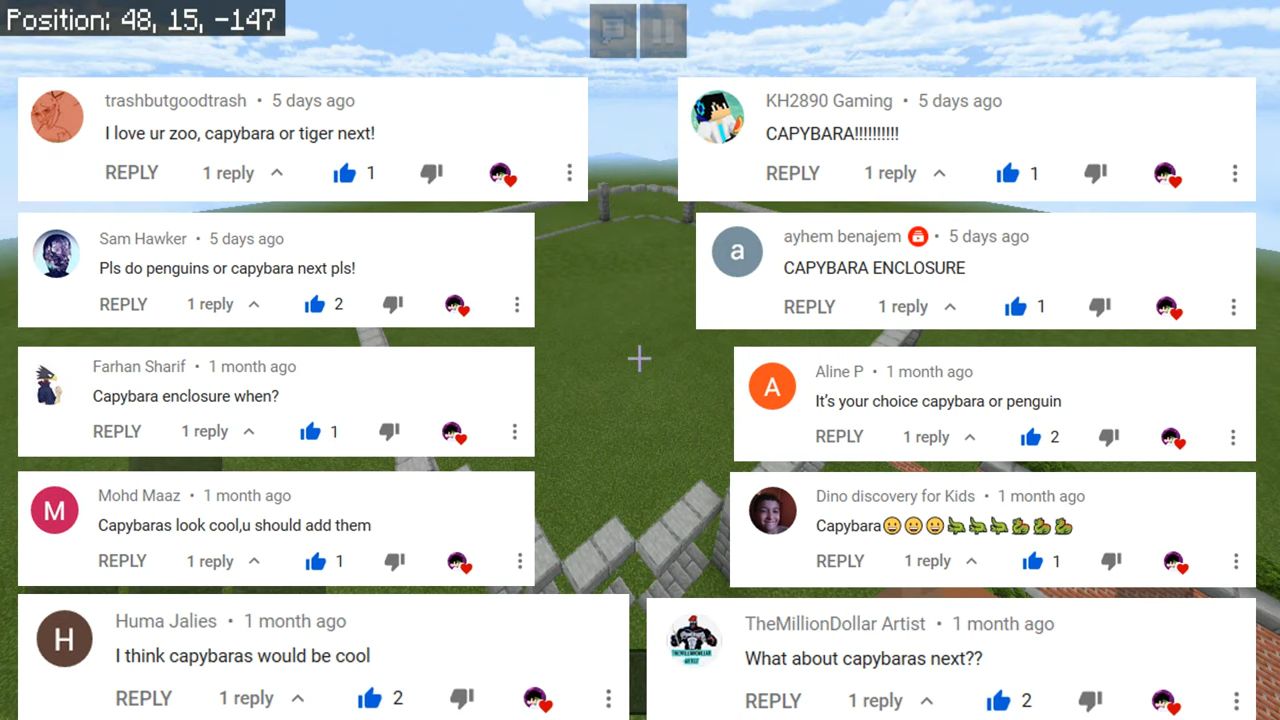 Position: 48, 15, -147
trashbutgoodtrash • 5 days ago
I love ur zoo, capybara or tiger next!
REPLY 1 reply 1
KH2890 Gaming • 5 days ago
CAPYBARA!!!!!!!!!!
REPLY 1 reply 1
Sam Hawker • 5 days ago
Pls do penguins or capybara next pls!
REPLY 1 reply 2
a
ayhem benajem • 5 days ago
CAPYBARA ENCLOSURE
REPLY 1 reply 1
Farhan Sharif • 1 month ago
Capybara enclosure when?
REPLY 1 reply 1
A
Aline P • 1 month ago
It's your choice capybara or penguin
REPLY 1 reply 2
M
Mohd Maaz • 1 month ago
Capybaras look cool,u should add them
REPLY 1 reply 1
Dino discovery for Kids • 1 month ago
Capybara😀😀😀🦕🦕🦕🐉🐉🐉
REPLY 1 reply 1
H
Huma Jalies • 1 month ago
I think capybaras would be cool
REPLY 1 reply 2
THEMILLIONDOLLAR
ARTIST
TheMillionDollar Artist • 1 month ago
What about capybaras next??
REPLY 1 reply 2